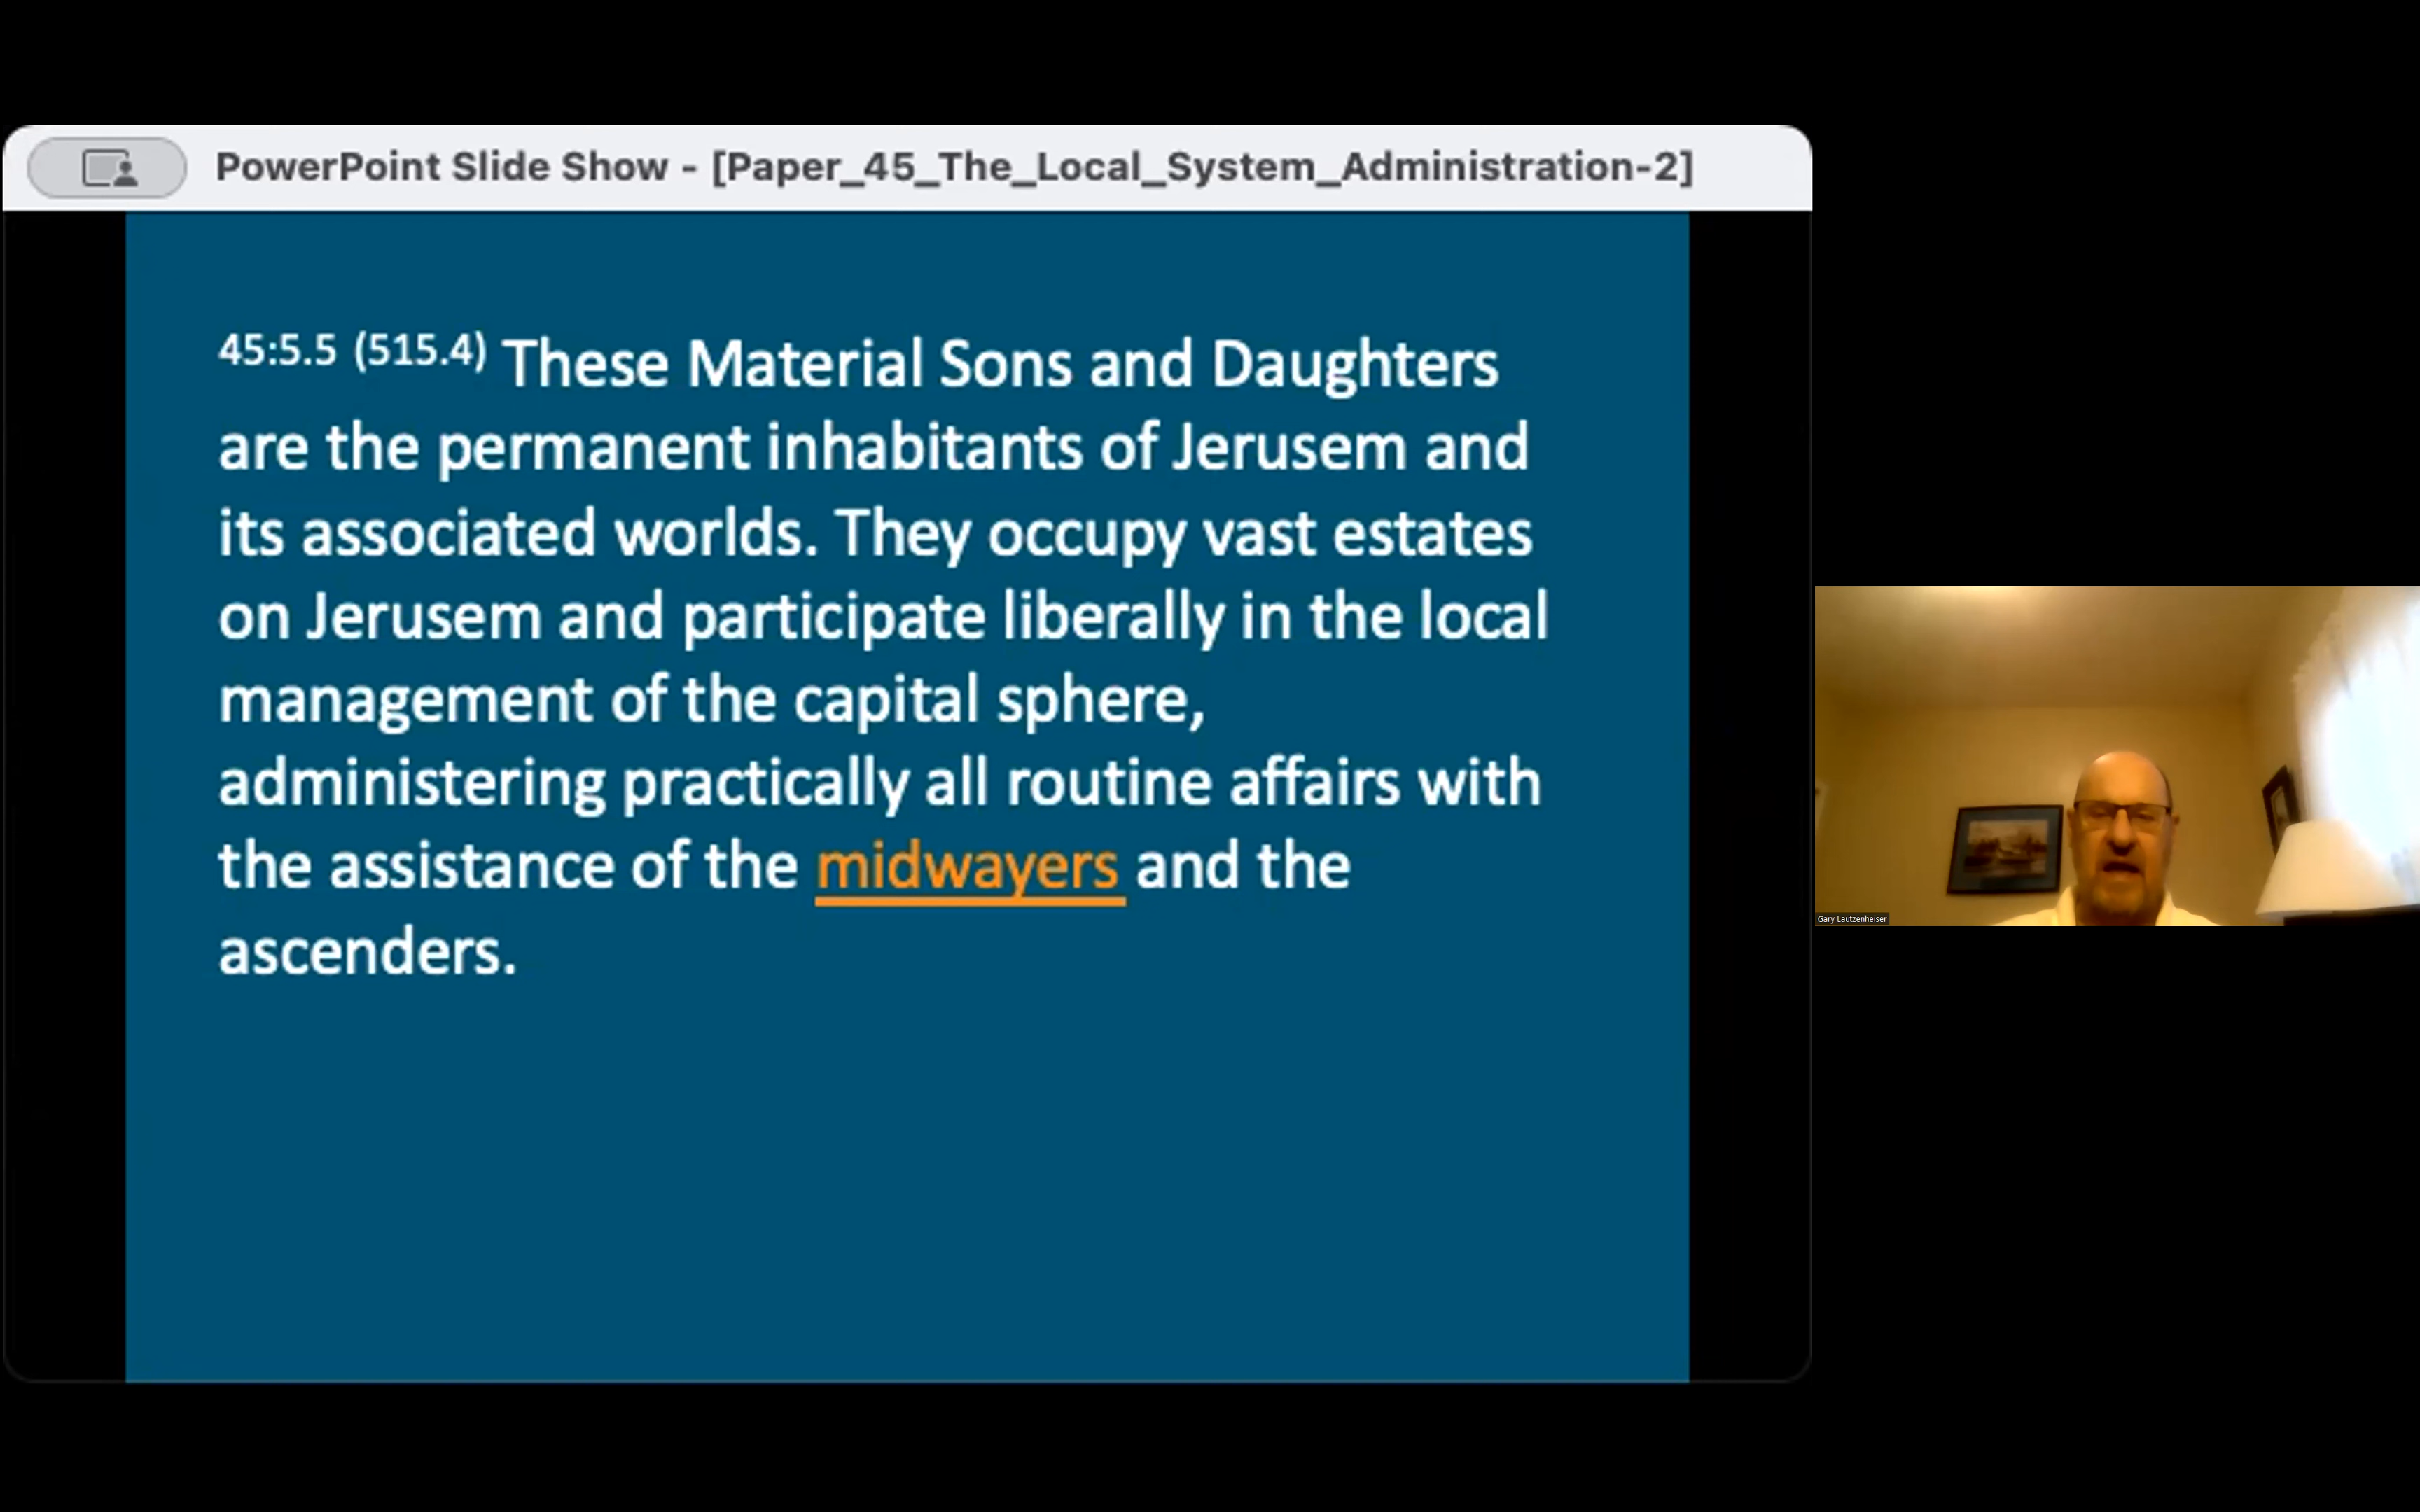 PowerPoint Slide Show - [Paper_45_The_Local_System_Administration-2]
45:5.5 (515.4) These Material Sons and Daughters
are the permanent inhabitants of Jerusem and
its associated worlds. They occupy vast estates
on Jerusem and participate liberally in the local
management of the capital sphere,
administering practically all routine affairs with
the assistance of the midwayers and the
ascenders.
Gary Lautzenheiser